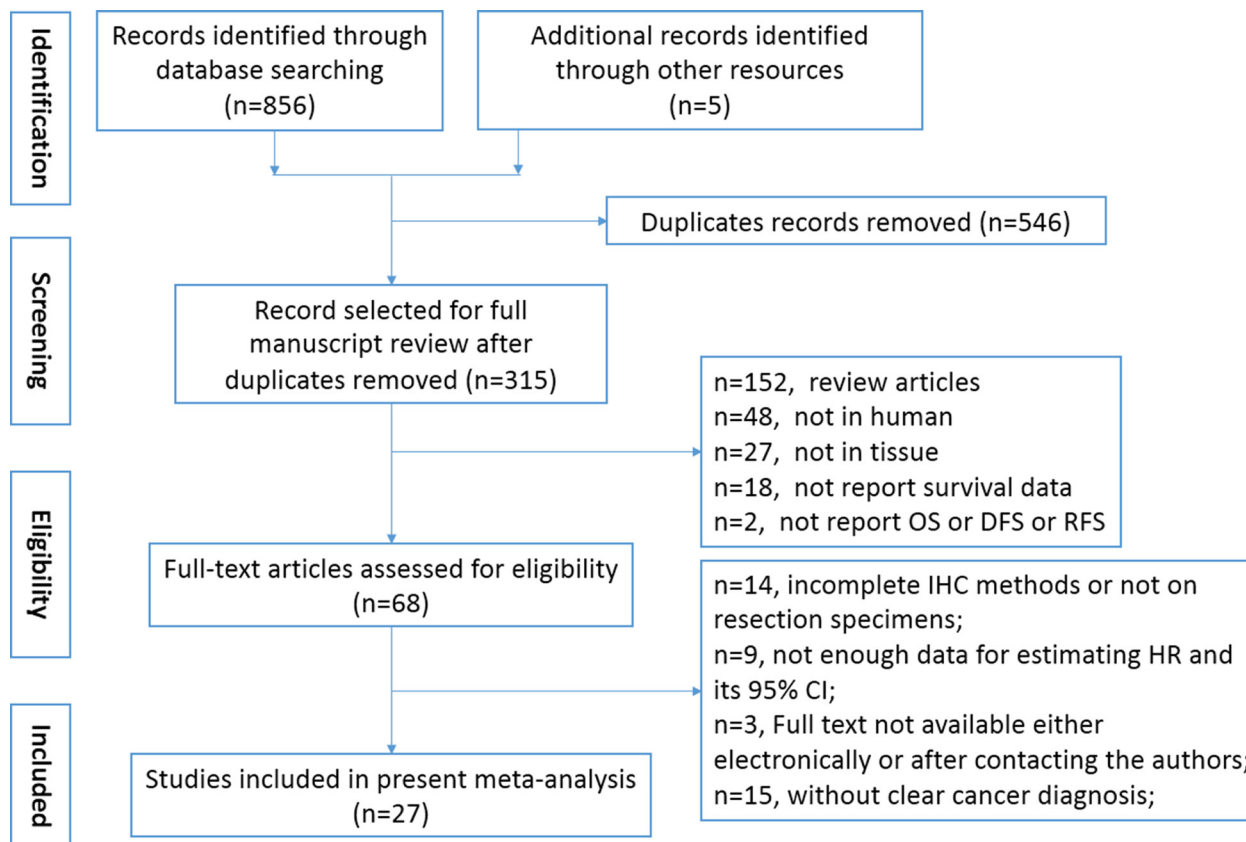 Identification
Records identified through
database searching
(n=856)
Additional records identified
through other resources
(n=5)
Duplicates records removed (n=546)
Screening
Record selected for full
manuscript review after
duplicates removed (n=315)
n=152, review articles
n=48, not in human
n=27, not in tissue
n=18, not report survival data
n=2, not report OS or DFS or RFS
Eligibility
Full-text articles assessed for eligibility
(n=68)
n=14, incomplete IHC methods or not on
resection specimens;
n=9, not enough data for estimating HR and
its 95% CI;
n=3, Full text not available either
electronically or after contacting the authors;
n=15, without clear cancer diagnosis;
Included
Studies included in present meta-analysis
(n=27)